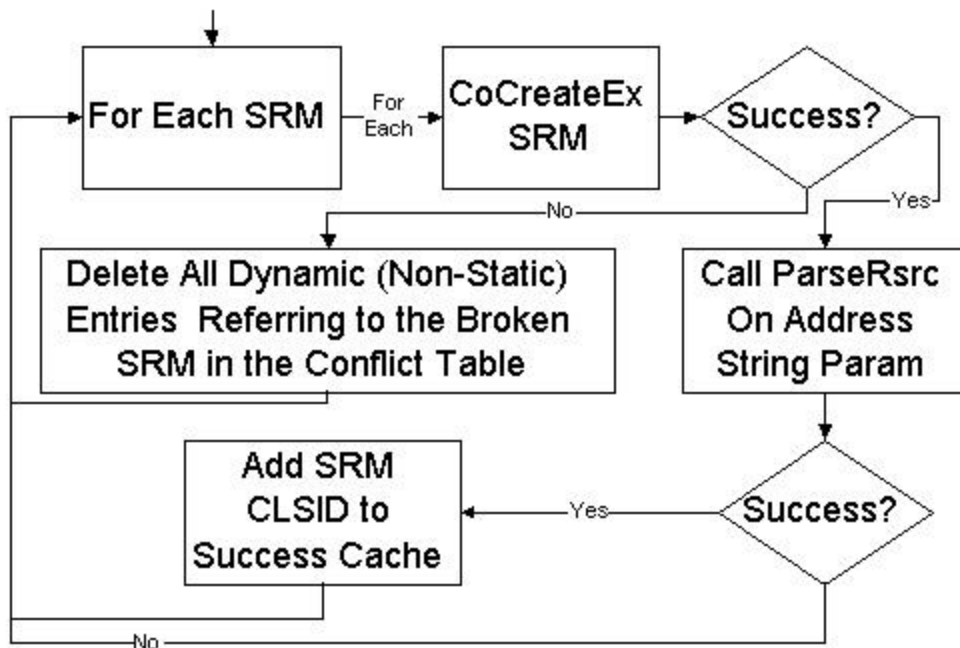 For Each SRM
For
Each
CoCreateEx
SRM
Success?
Yes
No
Delete All Dynamic (Non-Static)
Entries Referring to the Broken
SRM in the Conflict Table
Call ParseRsrc
On Address
String Param
Add SRM
CLSID to
Success Cache
Yes
Success?
No